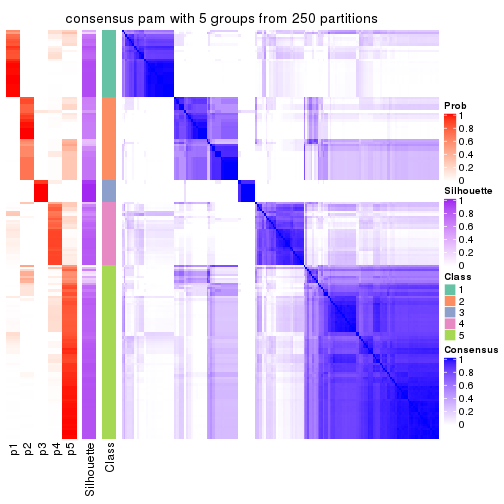 consensus pam with 5 groups from 250 partitions
Prob
1
0.8
0.6
0.4
0.2
0
Silhouette
1
0.8
0.6
0.4
0.2
0
Class
1
2
3
4
5
Consensus
1
0.8
0.6
0.4
0.2
0
p1
p2
p3
p4
p5
Silhouette
Class